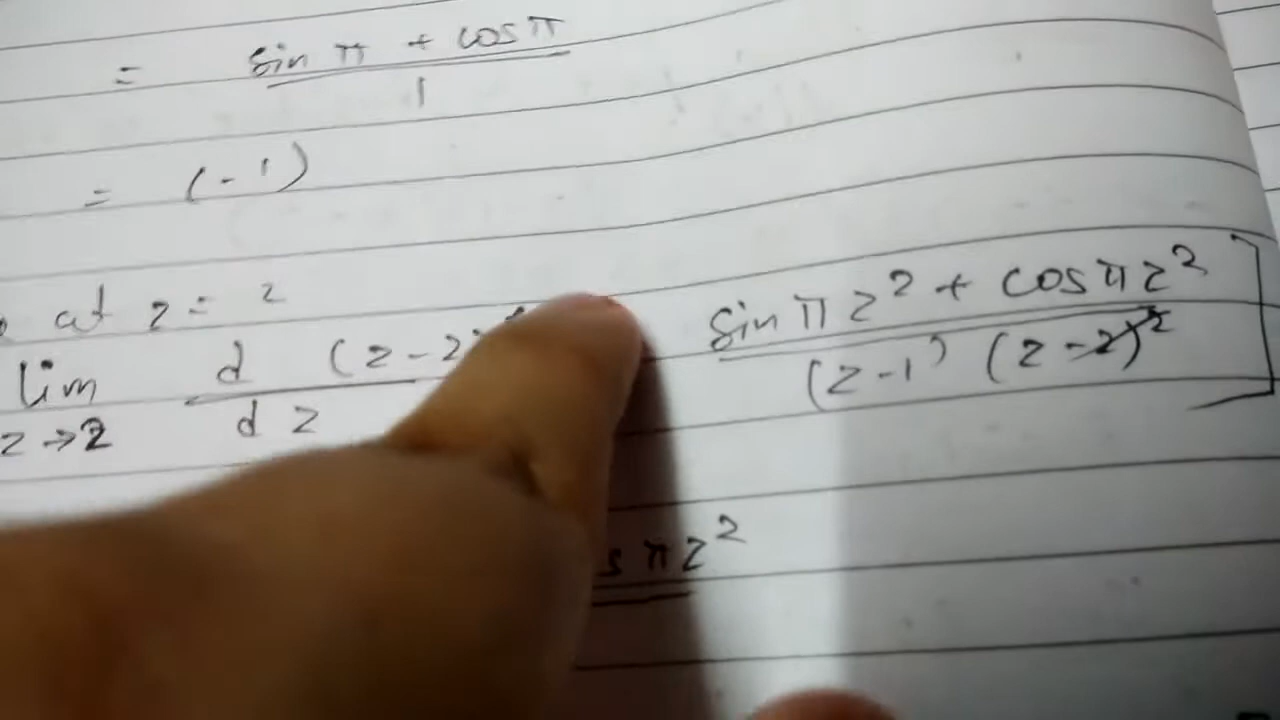 = sin π + cos π
1
= (-1)
at z = 2
lim z→2 d/dz (z-2) sin πz² + cos πz²
(z-1) (z-2)²
s πz²